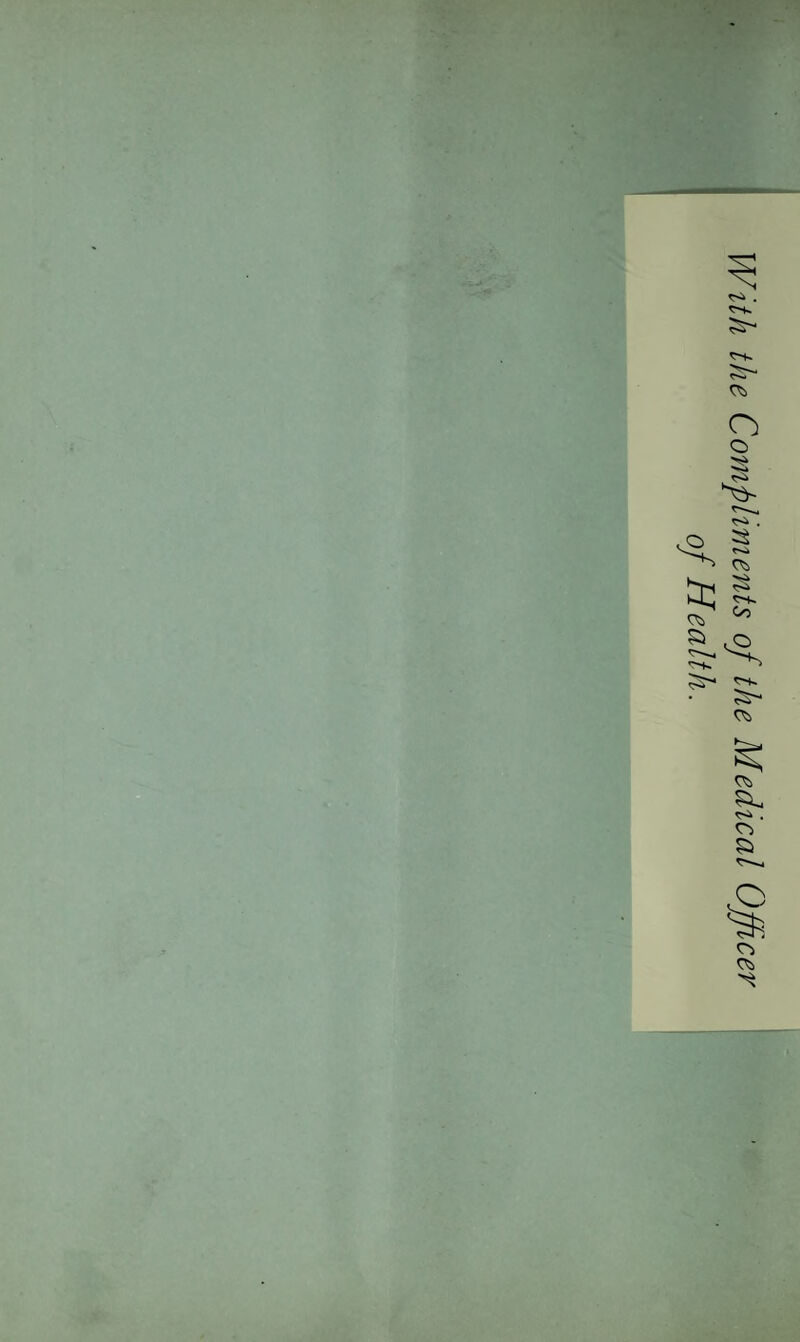 With the Compliments of the Medical Officer
of Health.